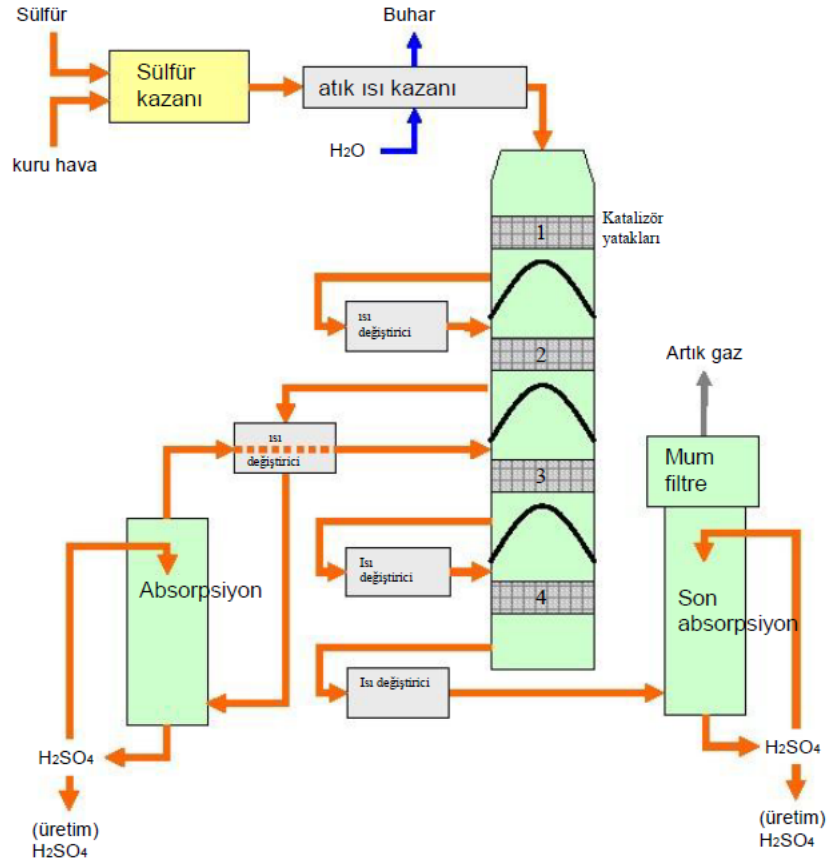 Sülfür
Buhar
Sülfür
kazanı
atık ısı kazanı
kuru hava
H2O
1
Katalizör
yatakları
ısı
değiştirici
2
Artık gaz
ısı
değiştirici
Mum
filtre
3
Isı
değiştirici
Absorpsiyon
4
Son
absorpsiyon
Isı değiştirici
H2SO4
H2SO4
(üretim)
H2SO4
(üretim)
H2SO4